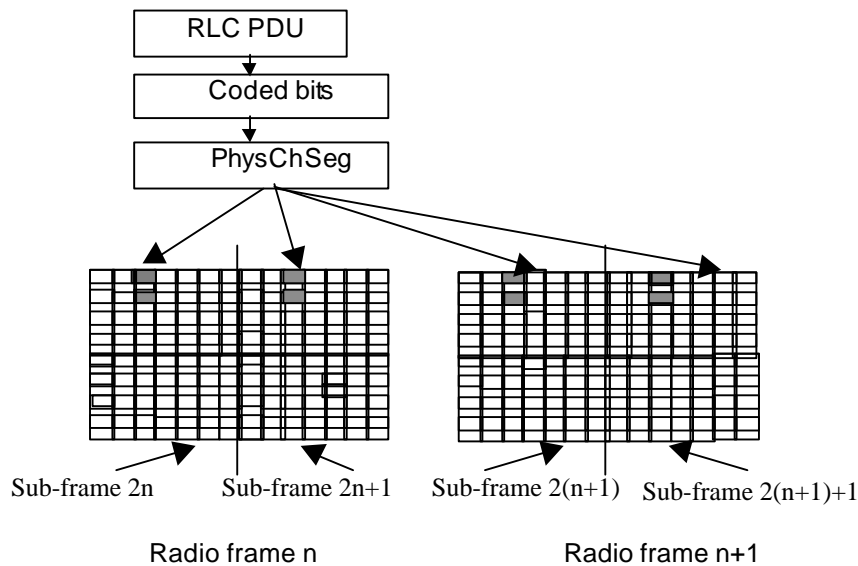 RLC PDU
Coded bits
PhysChSeg
Sub-frame 2n
Sub-frame 2n+1
Sub-frame 2(n+1)
Sub-frame 2(n+1)+1
Radio frame n
Radio frame n+1